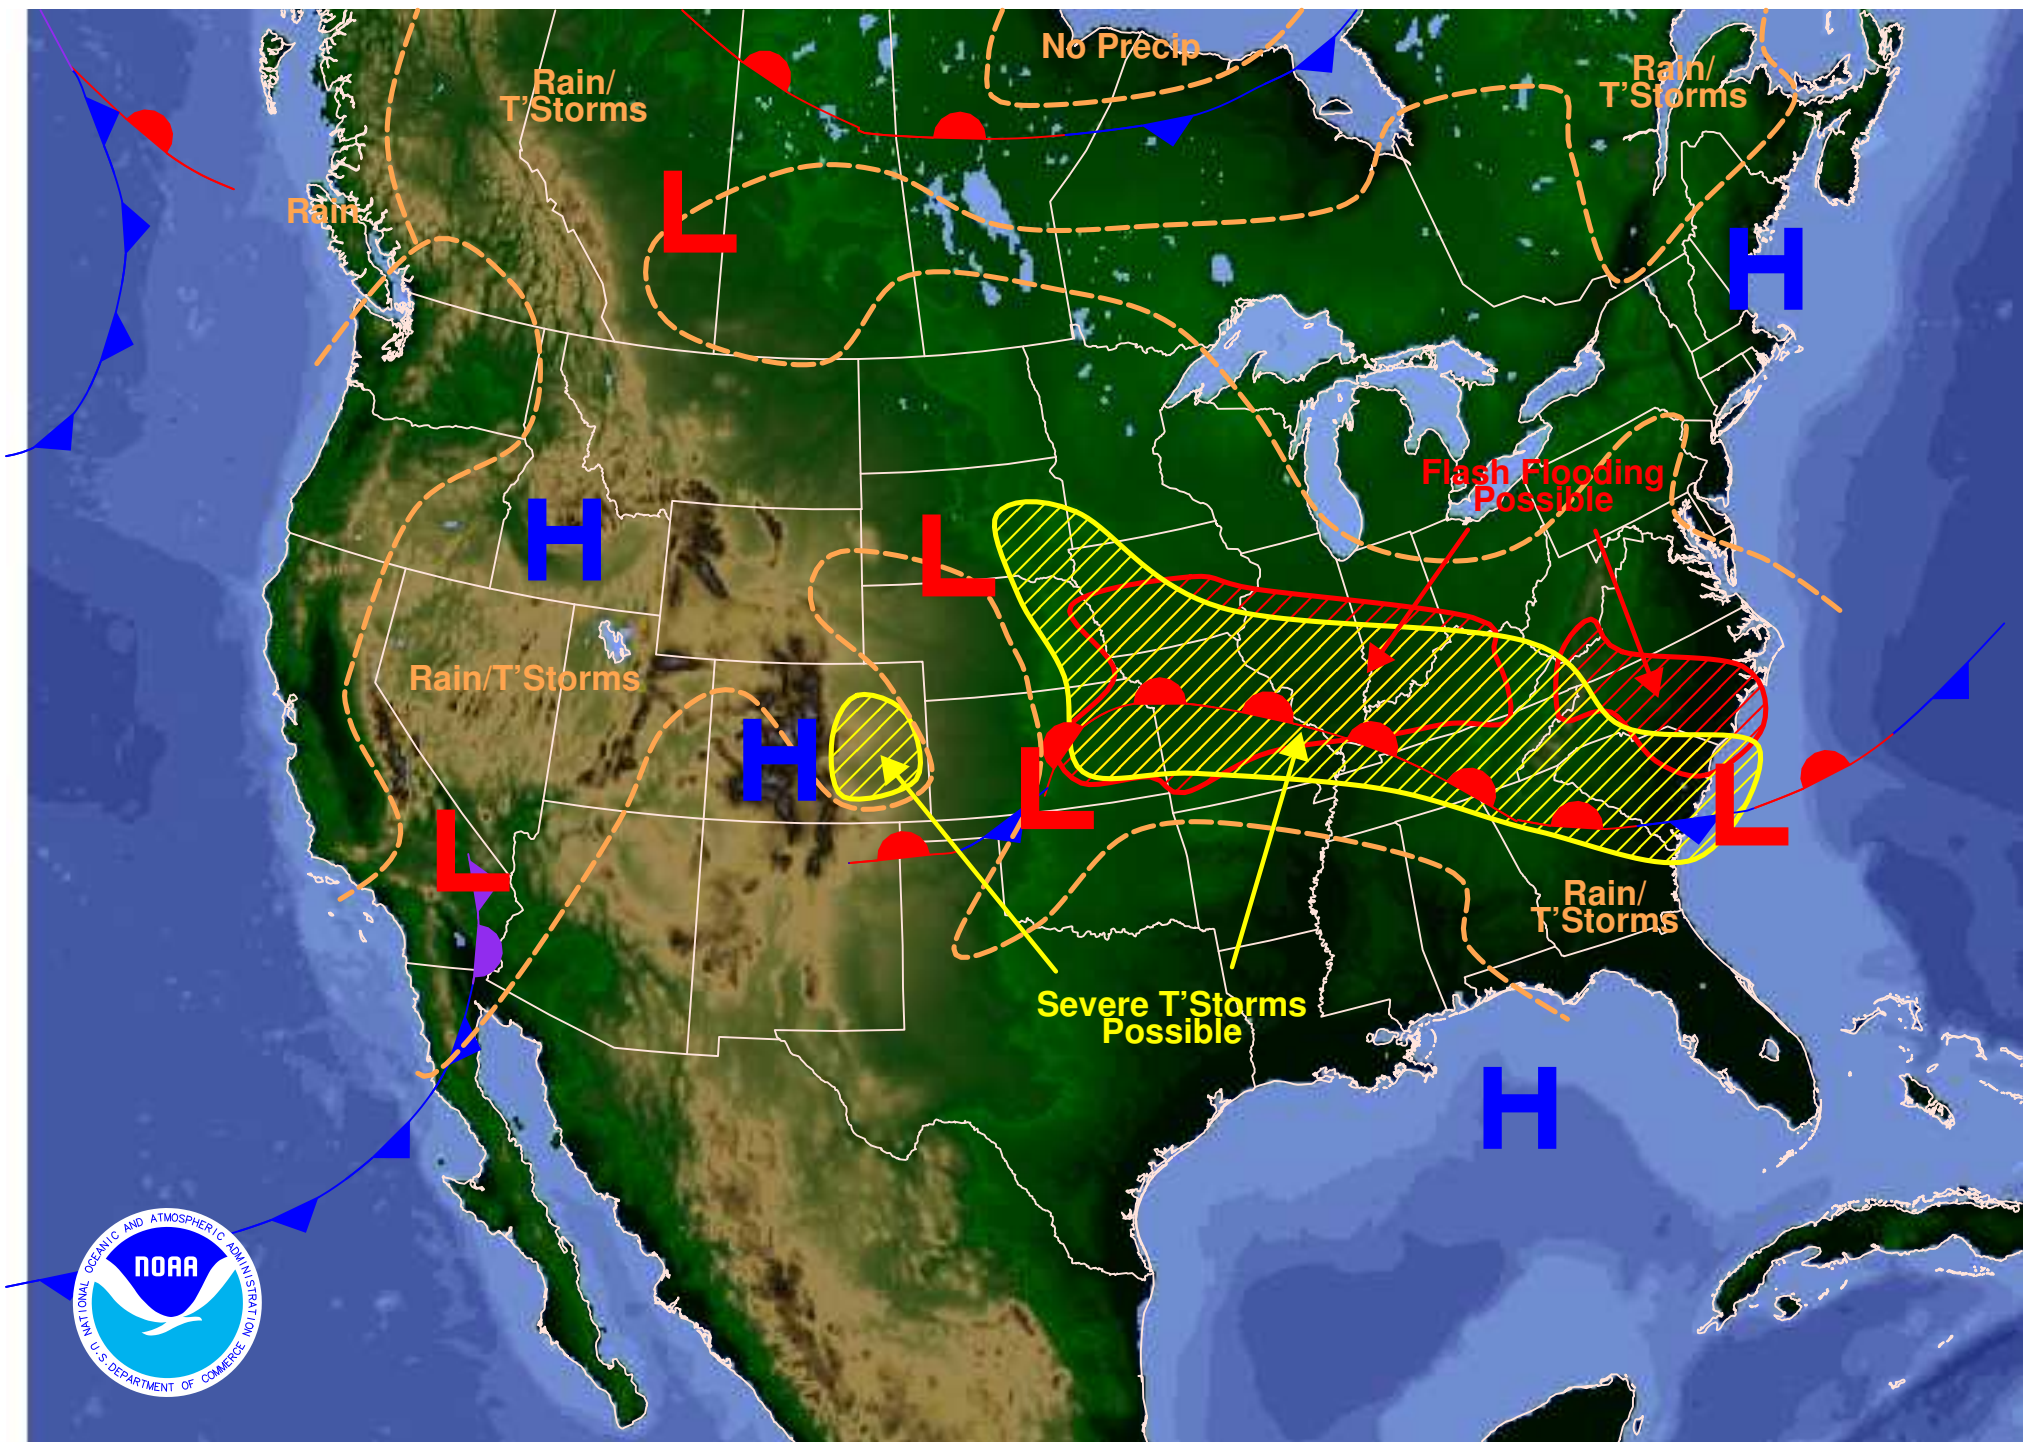 No Precip
Rain/
T'Storms
Rain/
T'Storms
L
Rain
H
Flash Flooding
Possible
H
L
Rain/T'Storms
H
L
L
L
Rain/
T'Storms
Severe T'Storms
Possible
H
NATIONAL OCEANIC AND ATMOSPHERIC ADMINISTRATION
NOAA
U.S. DEPARTMENT OF COMMERCE